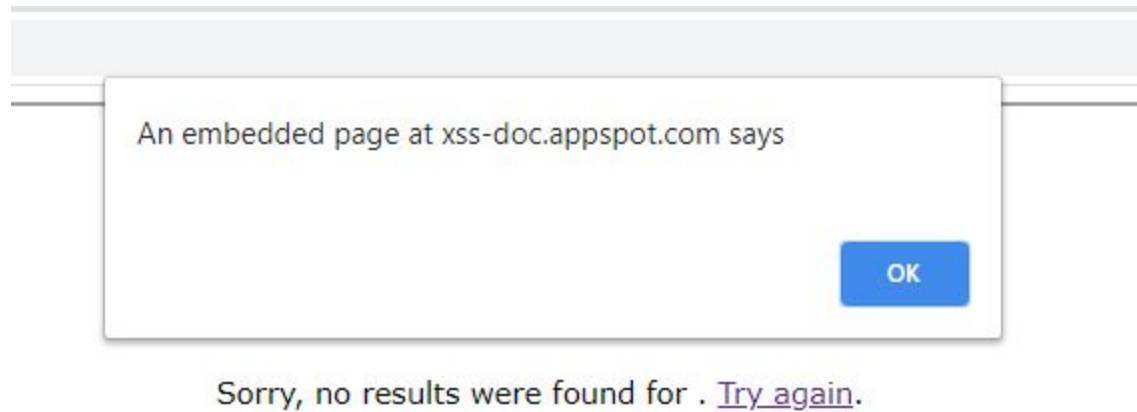 An embedded page at xss-doc.appspot.com says
OK
Sorry, no results were found for . Try again.